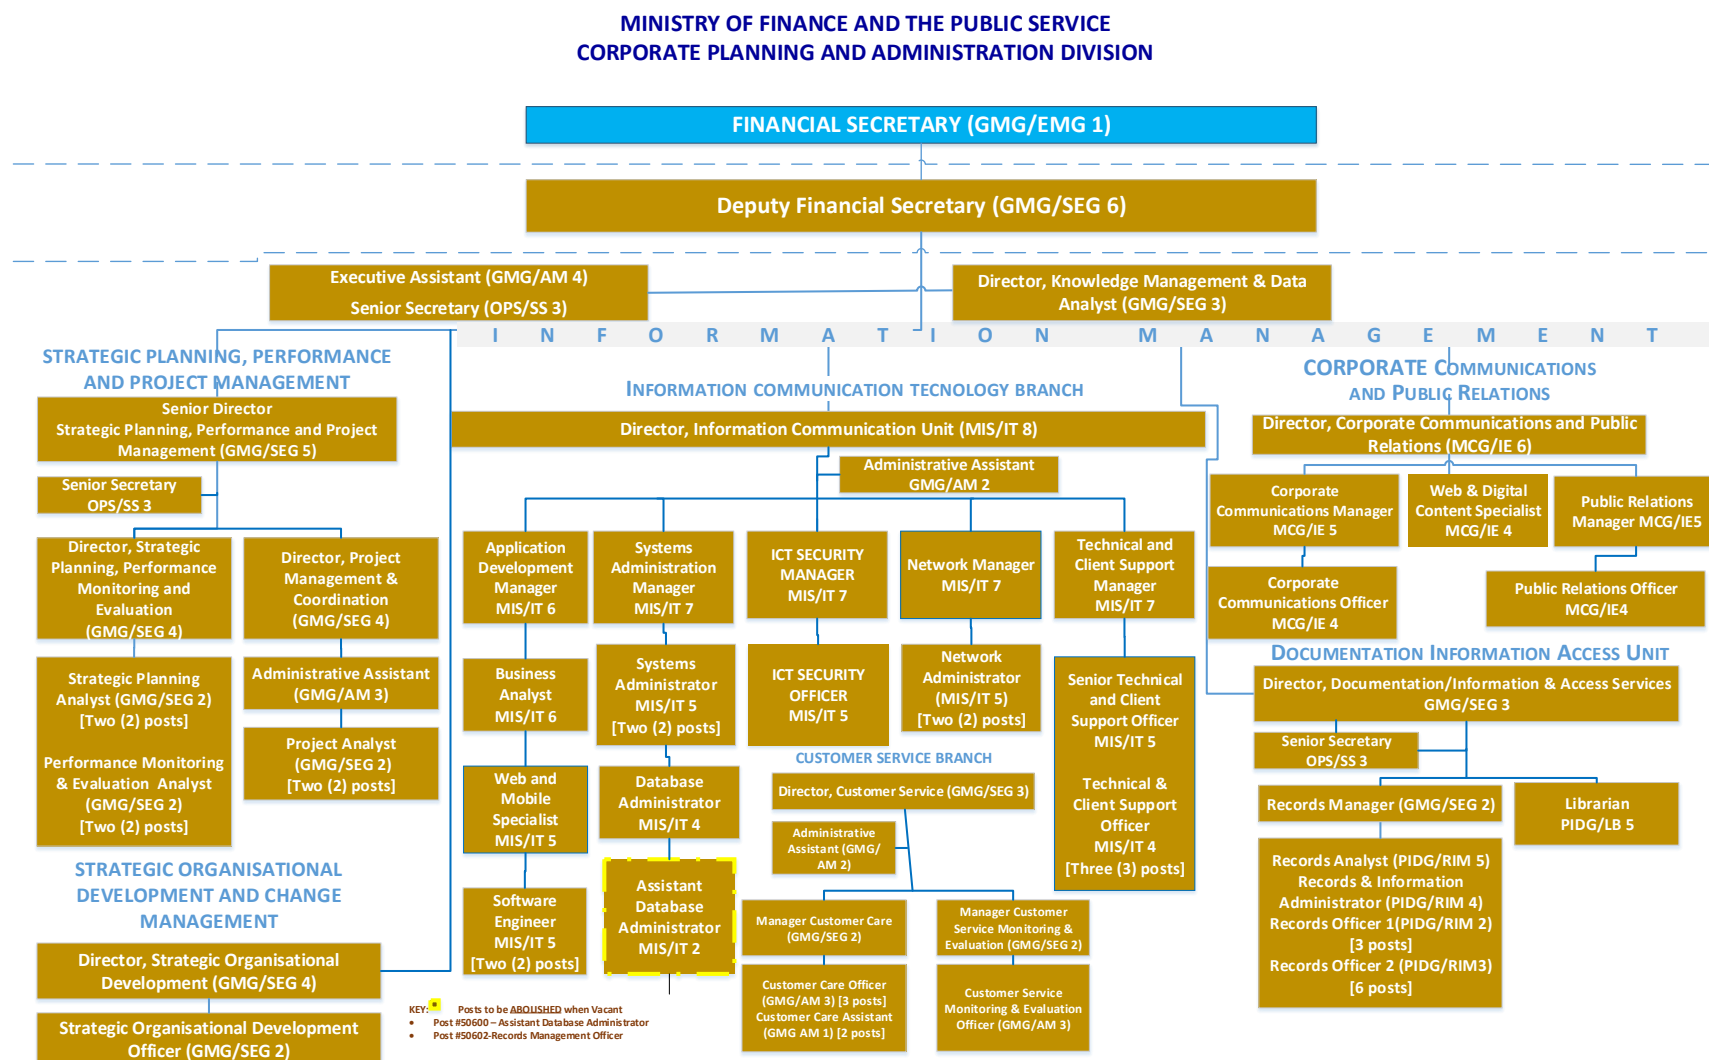 MINISTRY OF FINANCE AND THE PUBLIC SERVICE
CORPORATE PLANNING AND ADMINISTRATION DIVISION
FINANCIAL SECRETARY (GMG/EMG 1)
Deputy Financial Secretary (GMG/SEG 6)
Executive Assistant (GMG/AM 4)
Senior Secretary (OPS/SS 3)
Director, Knowledge Management & Data
Analyst (GMG/SEG 3)
I N F O R M A T I O N M A N A G E M E N T
STRATEGIC PLANNING, PERFORMANCE
AND PROJECT MANAGEMENT
Senior Director
Strategic Planning, Performance and Project
Management (GMG/SEG 5)
Senior Secretary
OPS/SS 3
Director, Strategic
Planning, Performance
Monitoring and
Evaluation
(GMG/SEG 4)
Director, Project
Management &
Coordination
(GMG/SEG 4)
Strategic Planning
Analyst (GMG/SEG 2)
[Two (2) posts]
Performance Monitoring
& Evaluation Analyst
(GMG/SEG 2)
[Two (2) posts]
Administrative Assistant
(GMG/AM 3)
Project Analyst
(GMG/SEG 2)
[Two (2) posts]
STRATEGIC ORGANISATIONAL
DEVELOPMENT AND CHANGE
MANAGEMENT
Director, Strategic Organisational
Development (GMG/SEG 4)
Strategic Organisational Development
Officer (GMG/SEG 2)
INFORMATION COMMUNICATION TECNOLOGY BRANCH
Director, Information Communication Unit (MIS/IT 8)
Administrative Assistant
GMG/AM 2
Application
Development
Manager
MIS/IT 6
Systems
Administration
Manager
MIS/IT 7
ICT SECURITY
MANAGER
MIS/IT 7
Network Manager
MIS/IT 7
Technical and
Client Support
Manager
MIS/IT 7
Business
Analyst
MIS/IT 6
Systems
Administrator
MIS/IT 5
[Two (2) posts]
ICT SECURITY
OFFICER
MIS/IT 5
Network
Administrator
(MIS/IT 5)
[Two (2) posts]
Senior Technical
and Client
Support Officer
MIS/IT 5
Technical &
Client Support
Officer
MIS/IT 4
[Three (3) posts]
Web and
Mobile
Specialist
MIS/IT 5
Database
Administrator
MIS/IT 4
Software
Engineer
MIS/IT 5
[Two (2) posts]
Assistant
Database
Administrator
MIS/IT 2
CUSTOMER SERVICE BRANCH
Director, Customer Service (GMG/SEG 3)
Administrative
Assistant (GMG/
AM 2)
Manager Customer Care
(GMG/SEG 2)
Manager Customer
Service Monitoring &
Evaluation (GMG/SEG 2)
Customer Care Officer
(GMG/AM 3) [3 posts]
Customer Care Assistant
(GMG AM 1) [2 posts]
Customer Service
Monitoring & Evaluation
Officer (GMG/AM 3)
CORPORATE COMMUNICATIONS
AND PUBLIC RELATIONS
Director, Corporate Communications and Public
Relations (MCG/IE 6)
Corporate
Communications Manager
MCG/IE 5
Web & Digital
Content Specialist
MCG/IE 4
Public Relations
Manager MCG/IE5
Corporate
Communications Officer
MCG/IE 4
Public Relations Officer
MCG/IE4
DOCUMENTATION INFORMATION ACCESS UNIT
Director, Documentation/Information & Access Services
GMG/SEG 3
Senior Secretary
OPS/SS 3
Records Manager (GMG/SEG 2)
Librarian
PIDG/LB 5
Records Analyst (PIDG/RIM 5)
Records & Information
Administrator (PIDG/RIM 4)
Records Officer 1(PIDG/RIM 2)
[3 posts]
Records Officer 2 (PIDG/RIM3)
[6 posts]
KEY: Posts to be ABOLISHED when Vacant
• Post #50600 – Assistant Database Administrator
• Post #50602-Records Management Officer